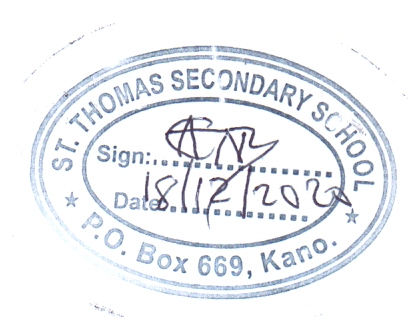 ST. THOMAS SECONDARY SCHOOL
Sign:
Date 18/12/2020
P.O. Box 669, Kano.